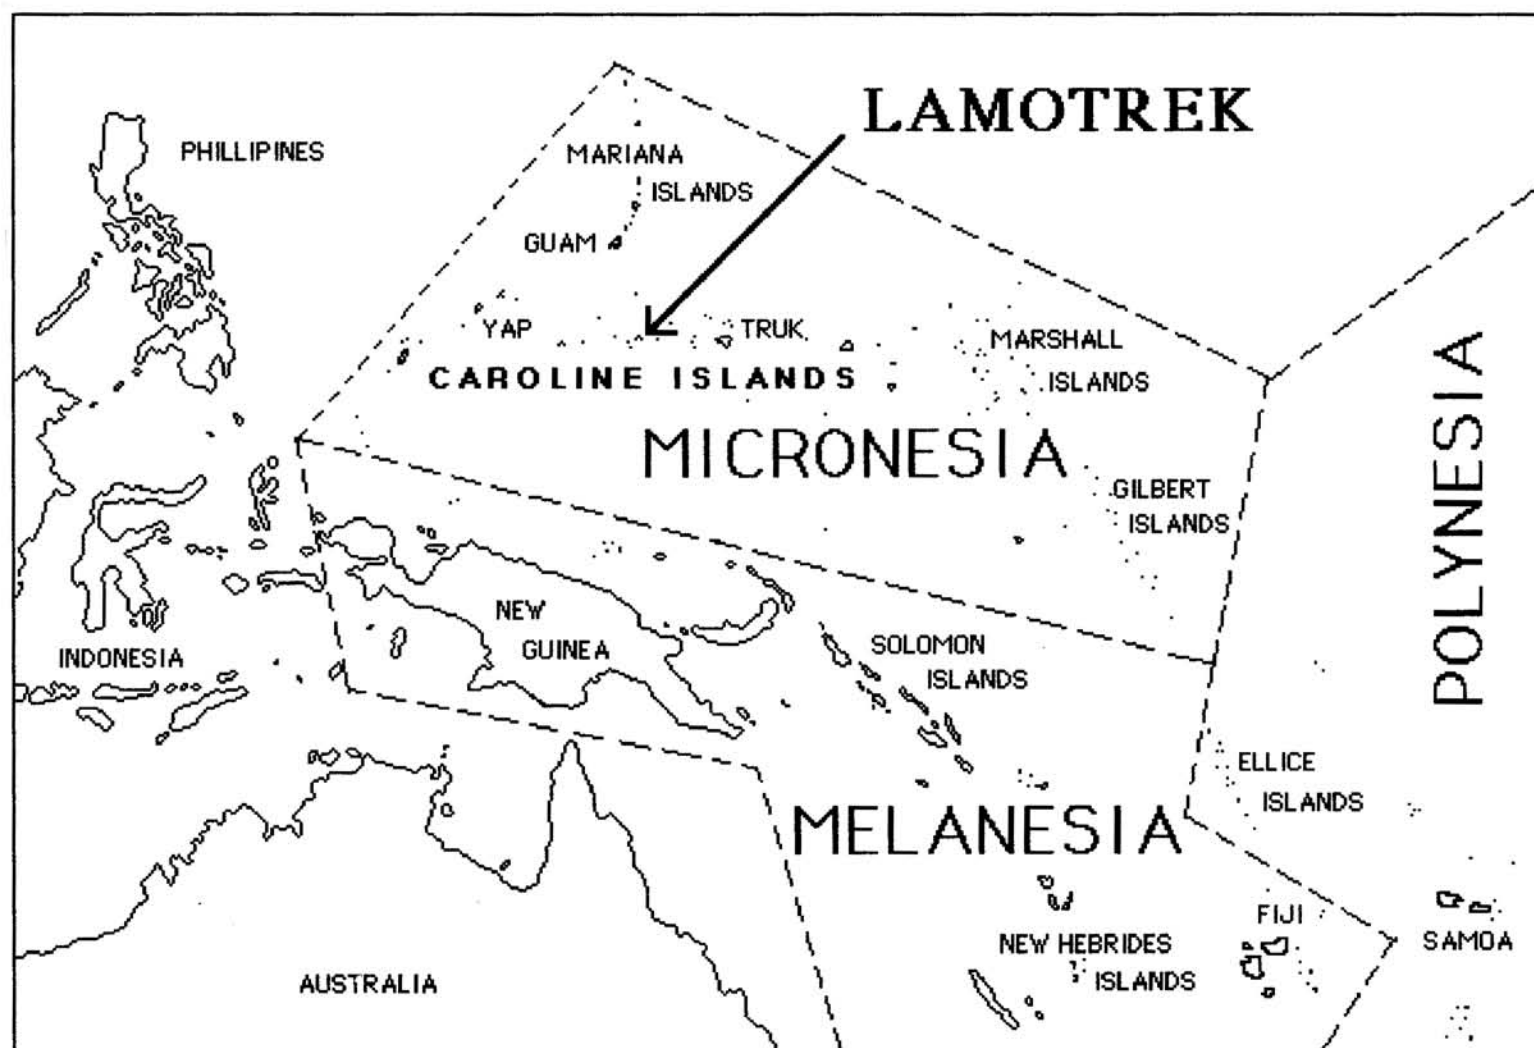 LAMOTREK
PHILLIPINES
MARIANA
ISLANDS
GUAM
YAP
TRUK
MARSHALL
ISLANDS
CAROLINE ISLANDS
MICRONESIA
GILBERT
ISLANDS
POLYNESIA
NEW
GUINEA
INDONESIA
SOLOMON
ISLANDS
ELLICE
ISLANDS
MELANESIA
FIJI
SAMOA
NEW HEBRIDES
ISLANDS
AUSTRALIA